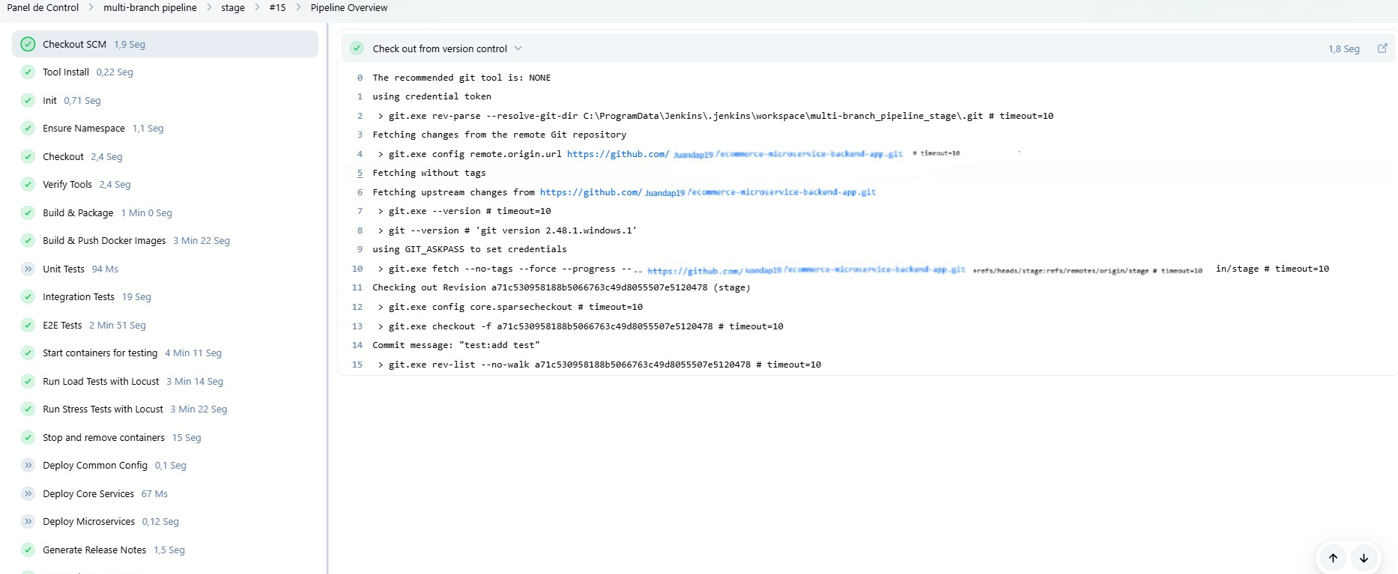 Panel de Control > multi-branch pipeline > stage > #15 > Pipeline Overview
Checkout SCM 1,9 Seg
Tool Install 0,22 Seg
Init 0,71 Seg
Ensure Namespace 1,1 Seg
Checkout 2,4 Seg
Verify Tools 2,4 Seg
Build & Package 1 Min 0 Seg
Build & Push Docker Images 3 Min 22 Seg
Unit Tests 94 Ms
Integration Tests 19 Seg
E2E Tests 2 Min 51 Seg
Start containers for testing 4 Min 11 Seg
Run Load Tests with Locust 3 Min 14 Seg
Run Stress Tests with Locust 3 Min 22 Seg
Stop and remove containers 15 Seg
Deploy Common Config 0,1 Seg
Deploy Core Services 67 Ms
Deploy Microservices 0,12 Seg
Generate Release Notes 1,5 Seg
Check out from version control 1,8 Seg
0 The recommended git tool is: NONE
1 using credential token
2 > git.exe rev-parse --resolve-git-dir C:\ProgramData\Jenkins\.jenkins\workspace\multi-branch_pipeline_stage\.git # timeout=10
3 Fetching changes from the remote Git repository
4 > git.exe config remote.origin.url https://github.com/ Juandap19 /ecommerce-microservice-backend-app.git # timeout=10
5 Fetching without tags
6 Fetching upstream changes from https://github.com/ Juandap19 /ecommerce-microservice-backend-app.git
7 > git.exe --version # timeout=10
8 > git --version # 'git version 2.48.1.windows.1'
9 using GIT_ASKPASS to set credentials
10 > git.exe fetch --no-tags --force --progress --.. https://github.com/ uandap19 /ecommerce-microservice-backend-app.git +refs/heads/stage:refs/remotes/origin/stage # timeout=10 in/stage # timeout=10
11 Checking out Revision a71c530958188b5066763c49d8055507e5120478 (stage)
12 > git.exe config core.sparsecheckout # timeout=10
13 > git.exe checkout -f a71c530958188b5066763c49d8055507e5120478 # timeout=10
14 Commit message: "test:add test"
15 > git.exe rev-list --no-walk a71c530958188b5066763c49d8055507e5120478 # timeout=10